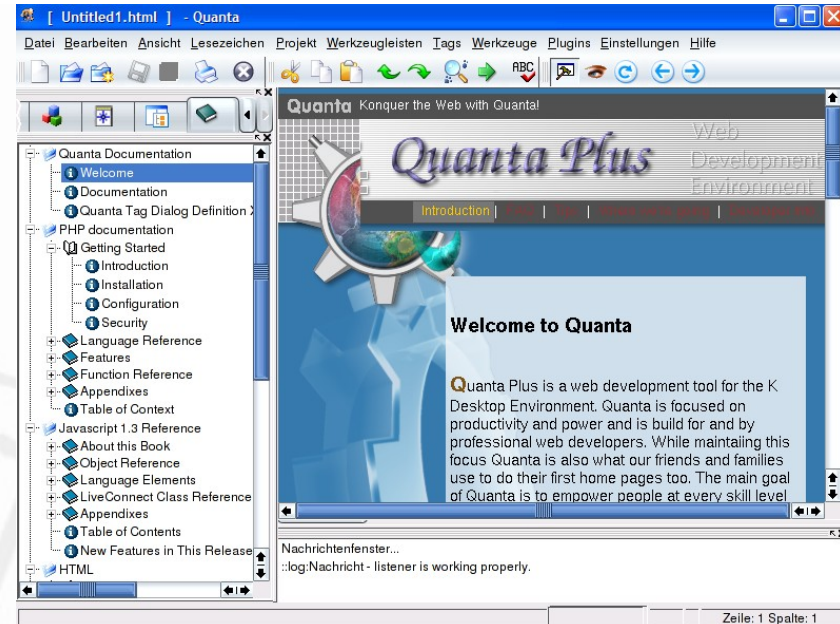 [ Untitled1.html ] - Quanta
Datei Bearbeiten Ansicht Lesezeichen Projekt Werkzeugleisten Tags Werkzeuge Plugins Einstellungen Hilfe
ABC
Quanta Documentation
Welcome
Documentation
Quanta Tag Dialog Definition
PHP documentation
Getting Started
Introduction
Installation
Configuration
Security
Language Reference
Features
Function Reference
Appendixes
Table of Context
Javascript 1.3 Reference
About this Book
Object Reference
Language Elements
LiveConnect Class Reference
Appendixes
Table of Contents
New Features in This Release
HTML
Quanta Konquer the Web with Quanta!
Quanta Plus
Web
Development
Environment
Introduction | | | |
Welcome to Quanta
Quanta Plus is a web development tool for the K
Desktop Environment. Quanta is focused on
productivity and power and is build for and by
professional web developers. While maintaiing this
focus Quanta is also what our friends and families
use to do their first home pages too. The main goal
of Quanta is to empower people at every skill level
Nachrichtenfenster...
::log:Nachricht - listener is working properly.
Zeile: 1 Spalte: 1